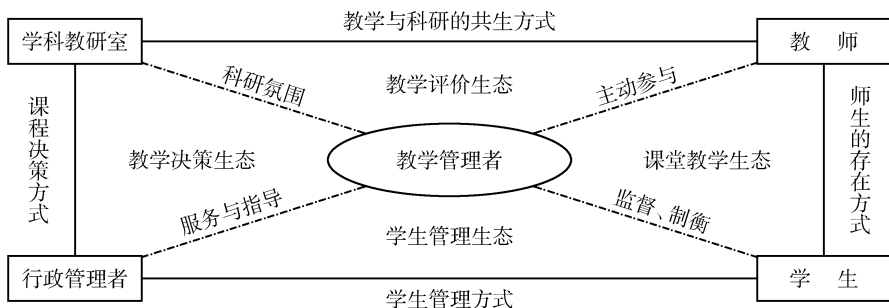 教学与科研的共生方式
学科教研室
教 师
科研氛围
教学评价生态
主动参与
课程决策方式
教学决策生态
教学管理者
课堂教学生态
师生的存在方式
服务与指导
学生管理生态
监督、制衡
行政管理者
学 生
学生管理方式